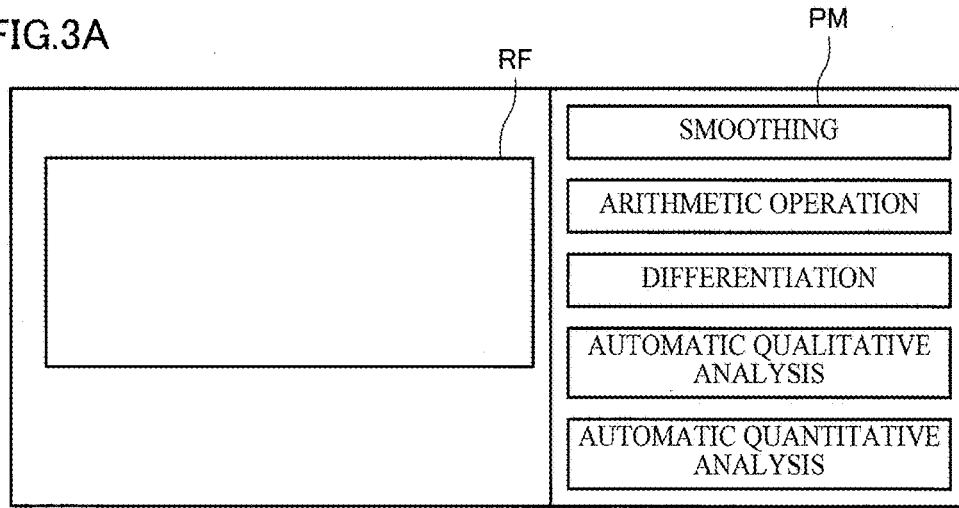 FIG.3A
PM
RF
SMOOTHING
ARITHMETIC OPERATION
DIFFERENTIATION
AUTOMATIC QUALITATIVE
ANALYSIS
AUTOMATIC QUANTITATIVE
ANALYSIS